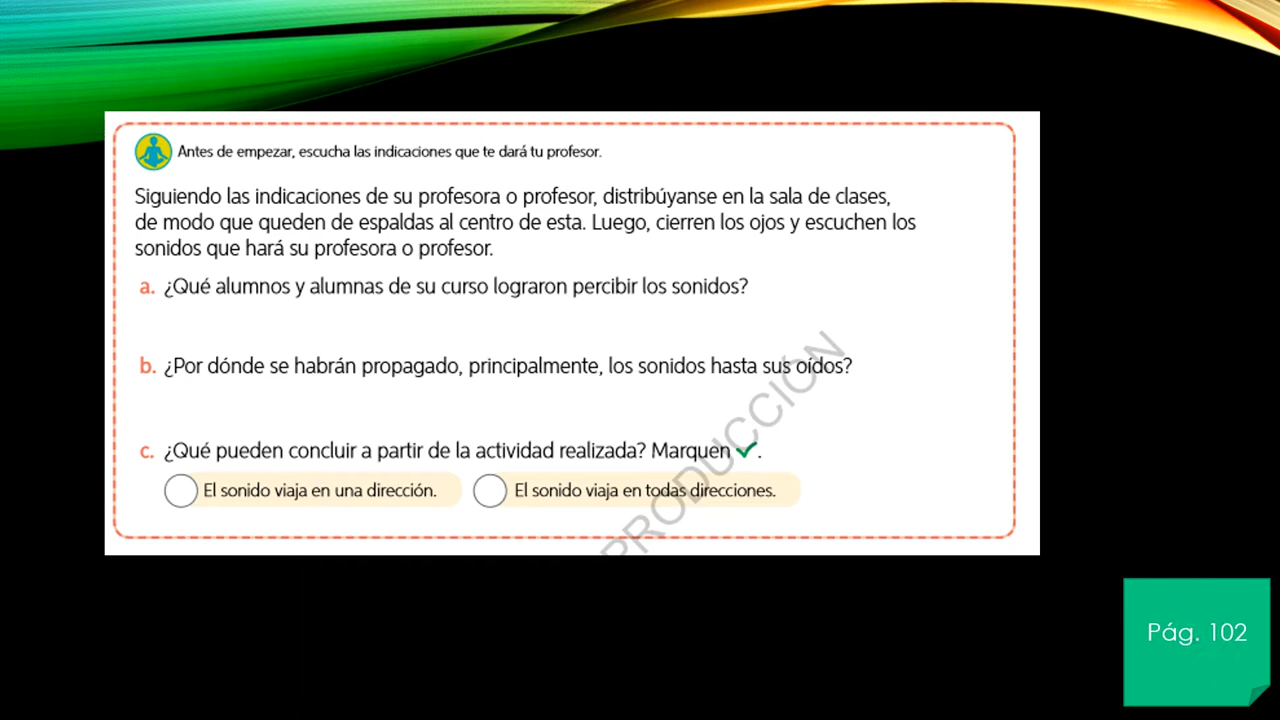 Antes de empezar, escucha las indicaciones que te dará tu profesor.
Siguiendo las indicaciones de su profesora o profesor, distribúyanse en la sala de clases,
de modo que queden de espaldas al centro de esta. Luego, cierren los ojos y escuchen los
sonidos que hará su profesora o profesor.
a. ¿Qué alumnos y alumnas de su curso lograron percibir los sonidos?
b. ¿Por dónde se habrán propagado, principalmente, los sonidos hasta sus oídos?
c. ¿Qué pueden concluir a partir de la actividad realizada? Marquen ✓.
El sonido viaja en una dirección. El sonido viaja en todas direcciones.
PRODUCCIÓN
Pág. 102